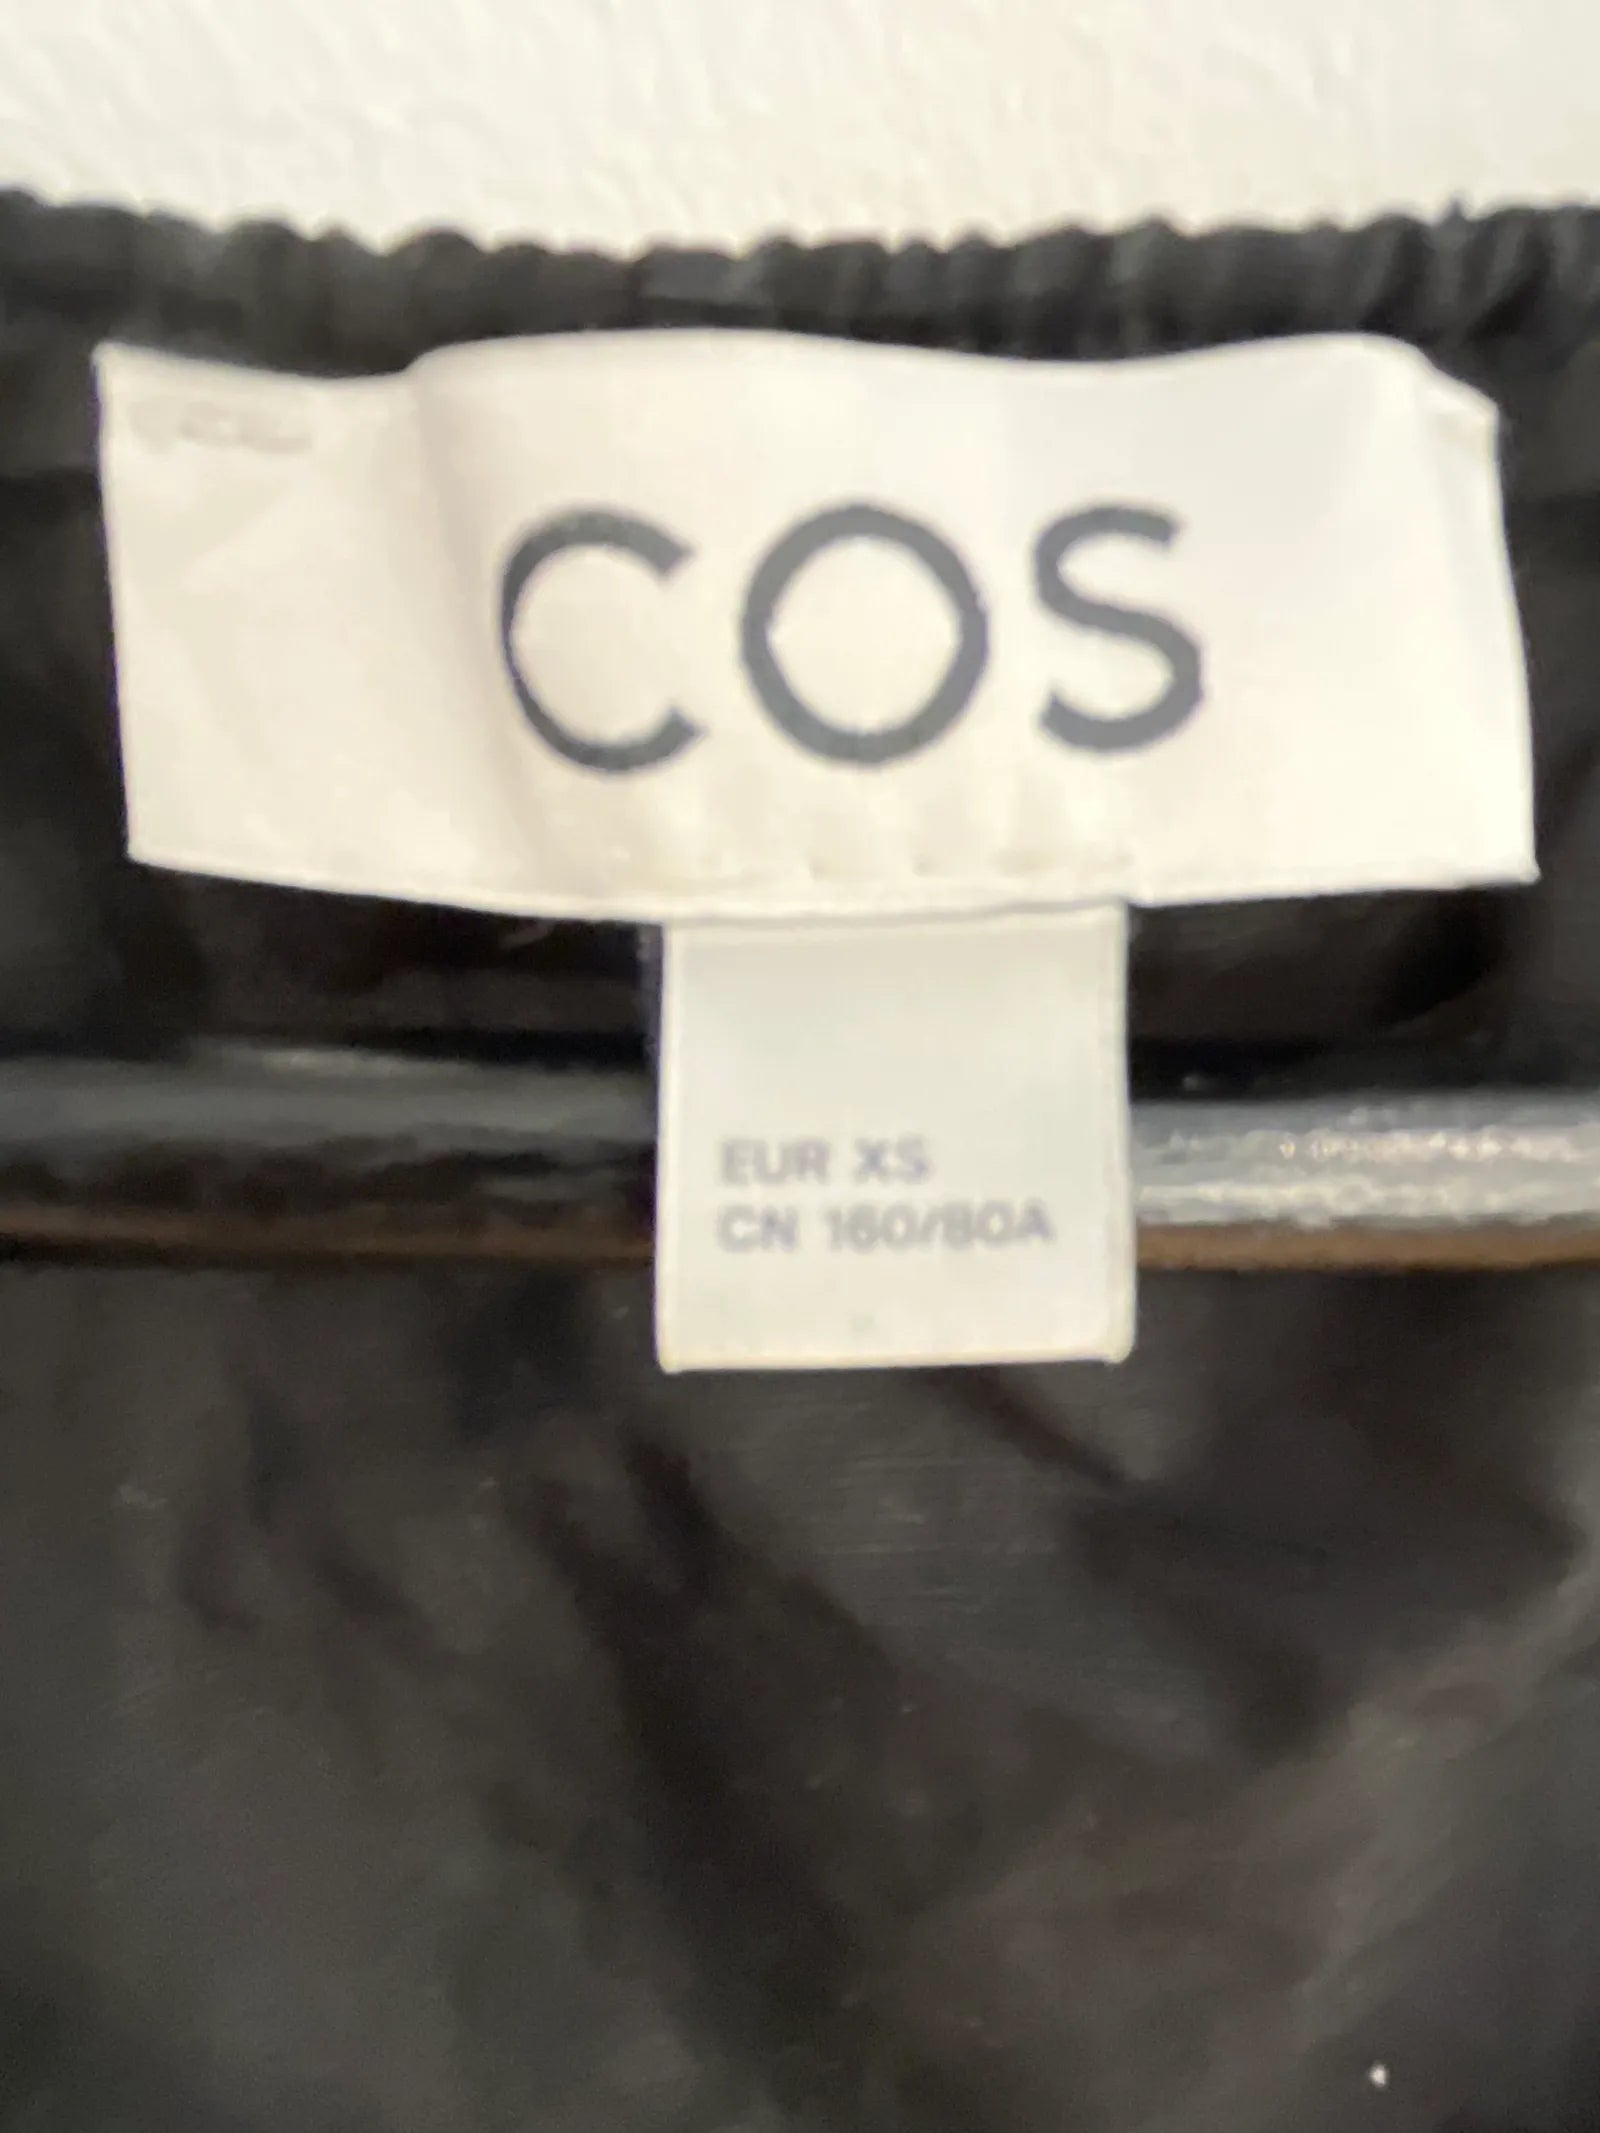 COS
EUR XS
CN 160/80A